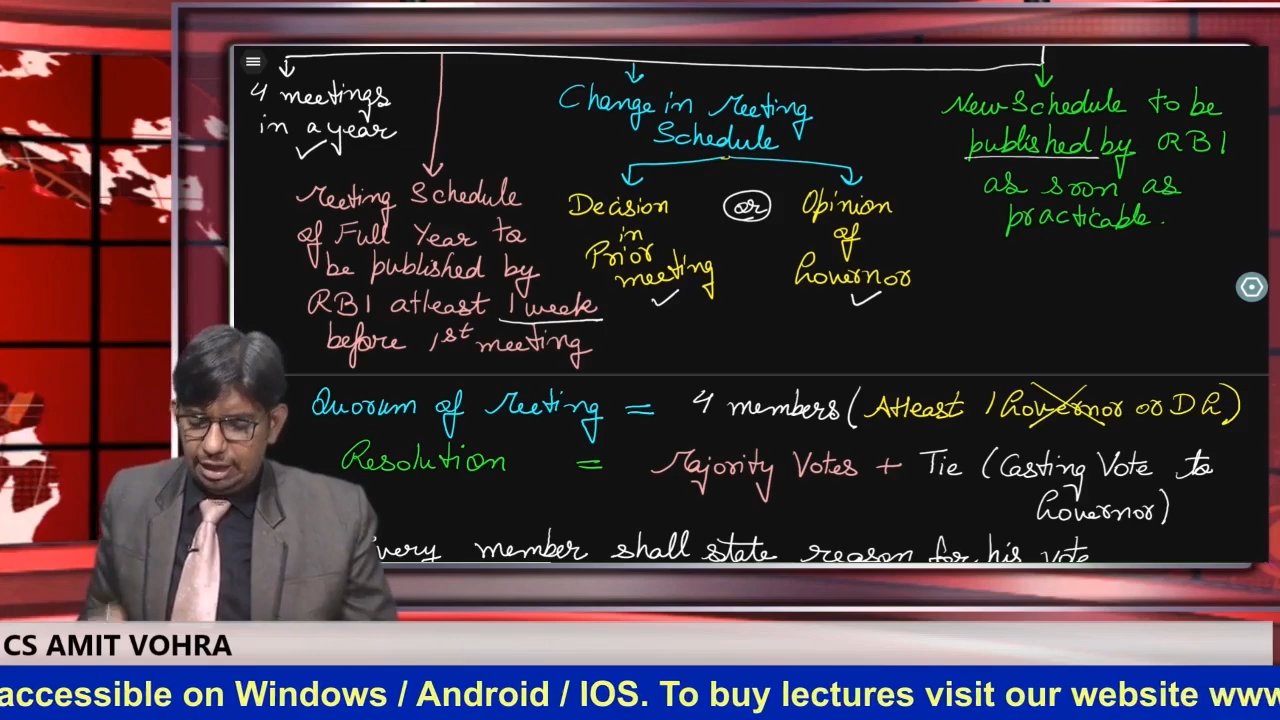 4 meetings
in a year
Meeting Schedule
of Full Year to
be published by
RBI atleast 1 week
before 1st meeting
Change in Meeting
Schedule
Decision
in
Prior
meeting
or
Opinion
of
Governor
New Schedule to be
published by RBI
as soon as
practicable.
Quorum of Meeting = 4 members (Atleast 1 Governor or DG)
Resolution = Majority Votes + Tie (Casting Vote to
Governor)
Every member shall state reason for his vote
CS AMIT VOHRA
accessible on Windows / Android / IOS. To buy lectures visit our website www